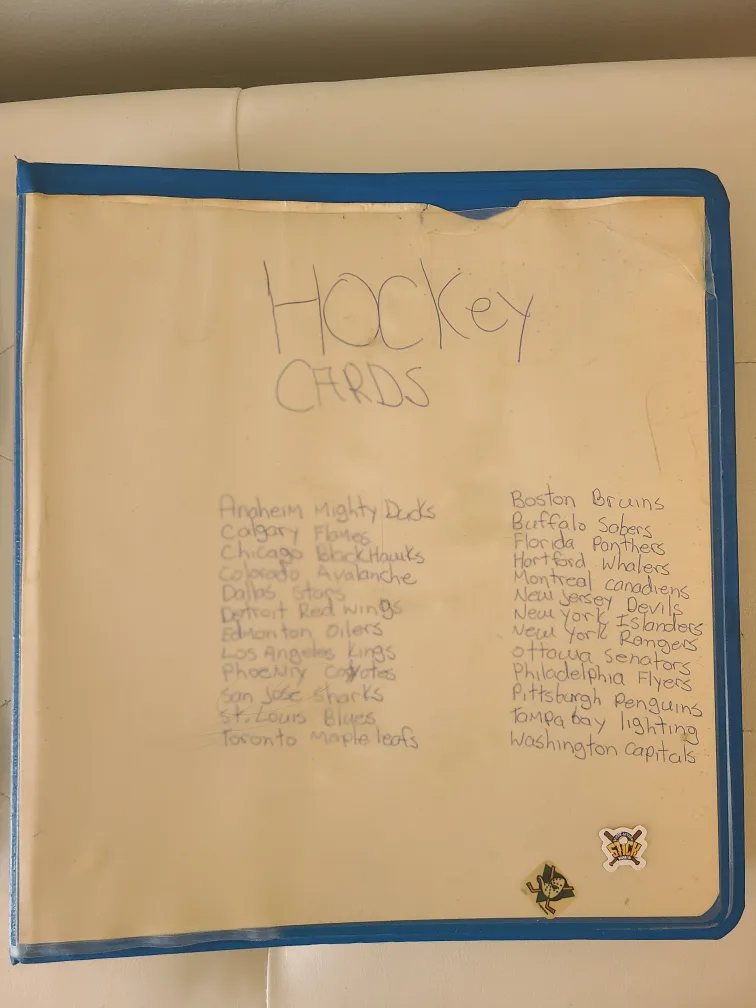 HOCKey
CARDS
Anaheim Mighty Ducks
Calgary Flames
Chicago BlackHawks
Colorado Avalanche
Dallas Stars
Detroit Red Wings
Edmonton Oilers
Los Angeles Kings
Phoenix Coyotes
San Jose Sharks
St. Louis Blues
Toronto Maple leafs
Boston Bruins
Buffalo Sabers
Florida Panthers
Hartford Whalers
Montreal Canadiens
New Jersey Devils
New York Islanders
New York Rangers
Ottawa Senators
Philadelphia Flyers
Pittsburgh Penguins
Tampa bay lighting
Washington Capitals
STICK